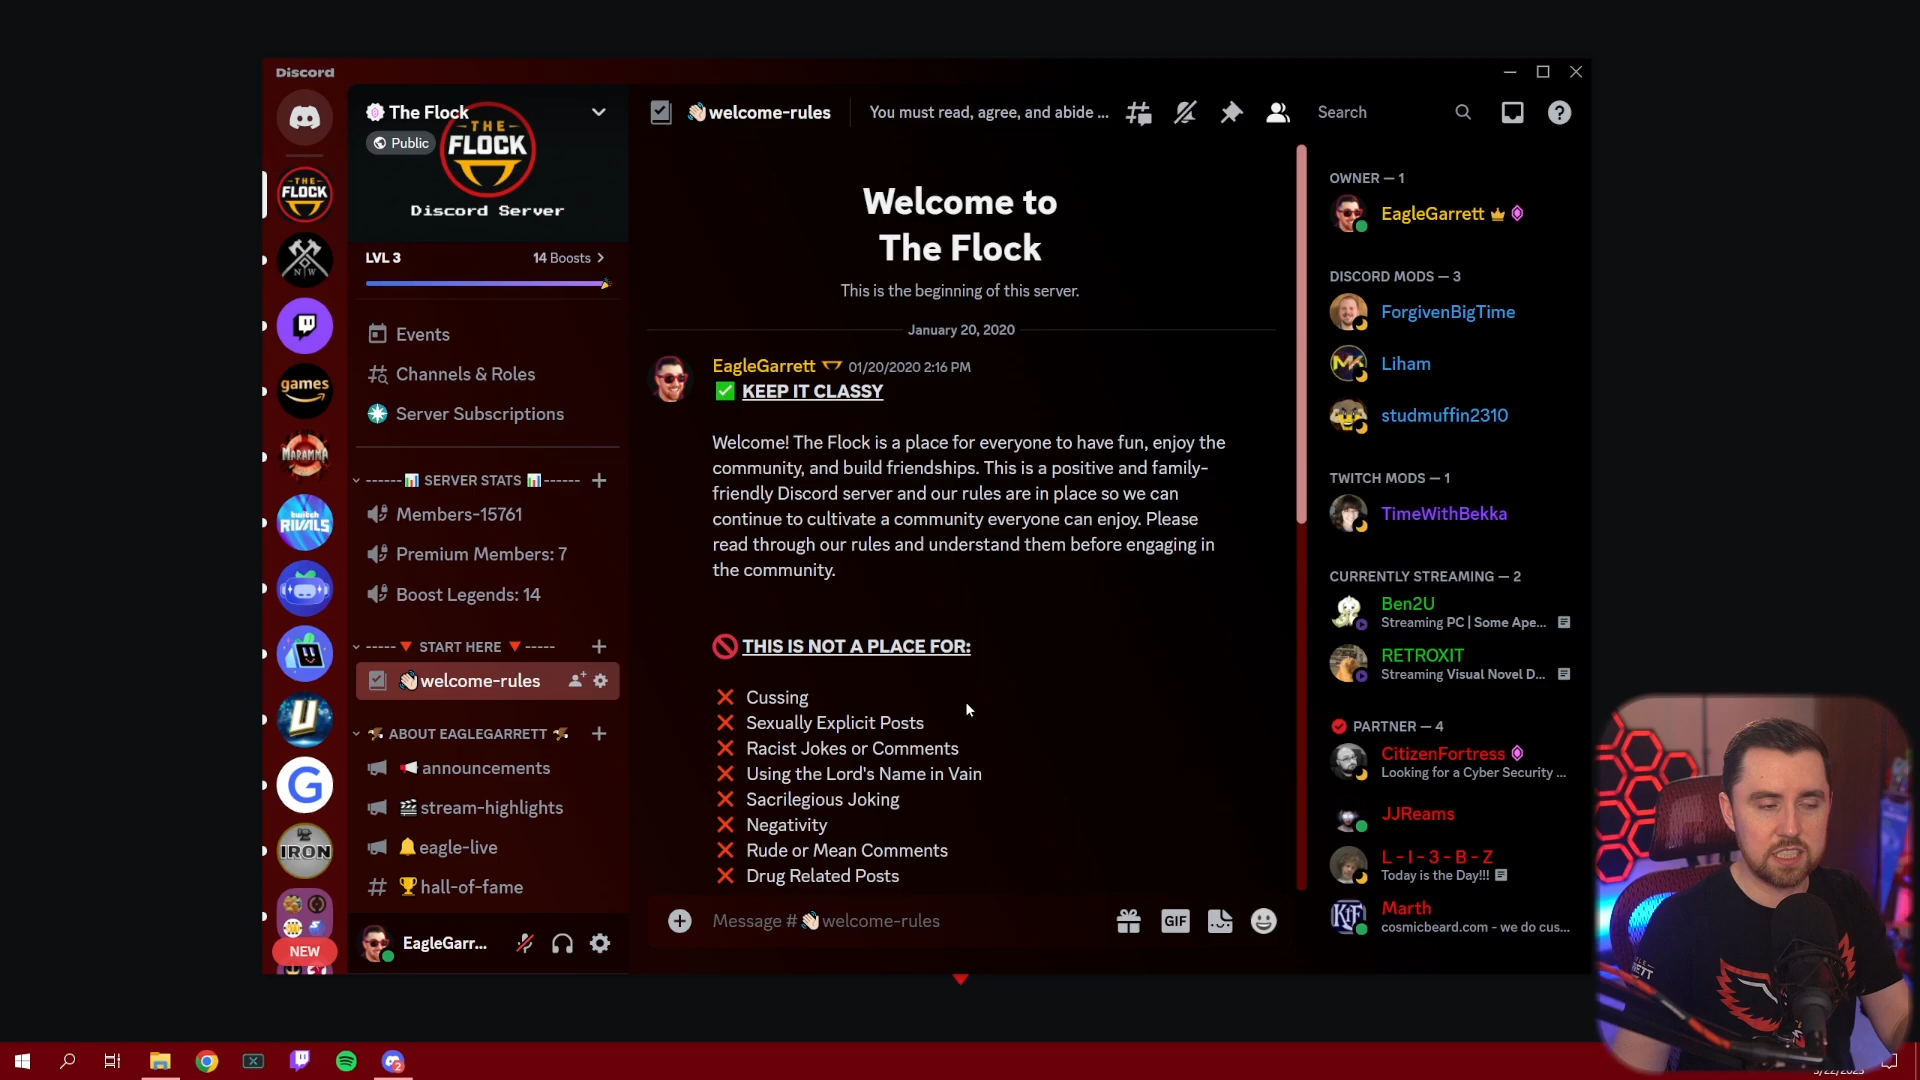 Discord
The Flock
Public
THE
FLOCK
Discord Server
LVL 3
14 Boosts
Events
Channels & Roles
Server Subscriptions
------📊 SERVER STATS 📊------
Members-15761
Premium Members: 7
Boost Legends: 14
-----🔻 START HERE 🔻-----
👋🏻welcome-rules
🦅 ABOUT EAGLEGARRETT 🦅
📢announcements
🎬stream-highlights
🔔eagle-live
🏆hall-of-fame
EagleGarr...
THE
FLOCK
N W
games
MARAMMA
twitch
RIVALS
U
G
IRON
NEW
👋🏻welcome-rules
You must read, agree, and abide ...
Search
Welcome to
The Flock
This is the beginning of this server.
January 20, 2020
EagleGarrett 01/20/2020 2:16 PM
✅ KEEP IT CLASSY
Welcome! The Flock is a place for everyone to have fun, enjoy the
community, and build friendships. This is a positive and family-
friendly Discord server and our rules are in place so we can
continue to cultivate a community everyone can enjoy. Please
read through our rules and understand them before engaging in
the community.
🚫 THIS IS NOT A PLACE FOR:
❌ Cussing
❌ Sexually Explicit Posts
❌ Racist Jokes or Comments
❌ Using the Lord's Name in Vain
❌ Sacrilegious Joking
❌ Negativity
❌ Rude or Mean Comments
❌ Drug Related Posts
Message #👋🏻welcome-rules
GIF
OWNER — 1
EagleGarrett
DISCORD MODS — 3
ForgivenBigTime
Liham
studmuffin2310
TWITCH MODS — 1
TimeWithBekka
CURRENTLY STREAMING — 2
Ben2U
Streaming PC | Some Ape...
RETROXIT
Streaming Visual Novel D...
PARTNER — 4
CitizenFortress
Looking for a Cyber Security ...
JJReams
L - I - 3 - B - Z
Today is the Day!!!
Marth
cosmicbeard.com - we do cus...